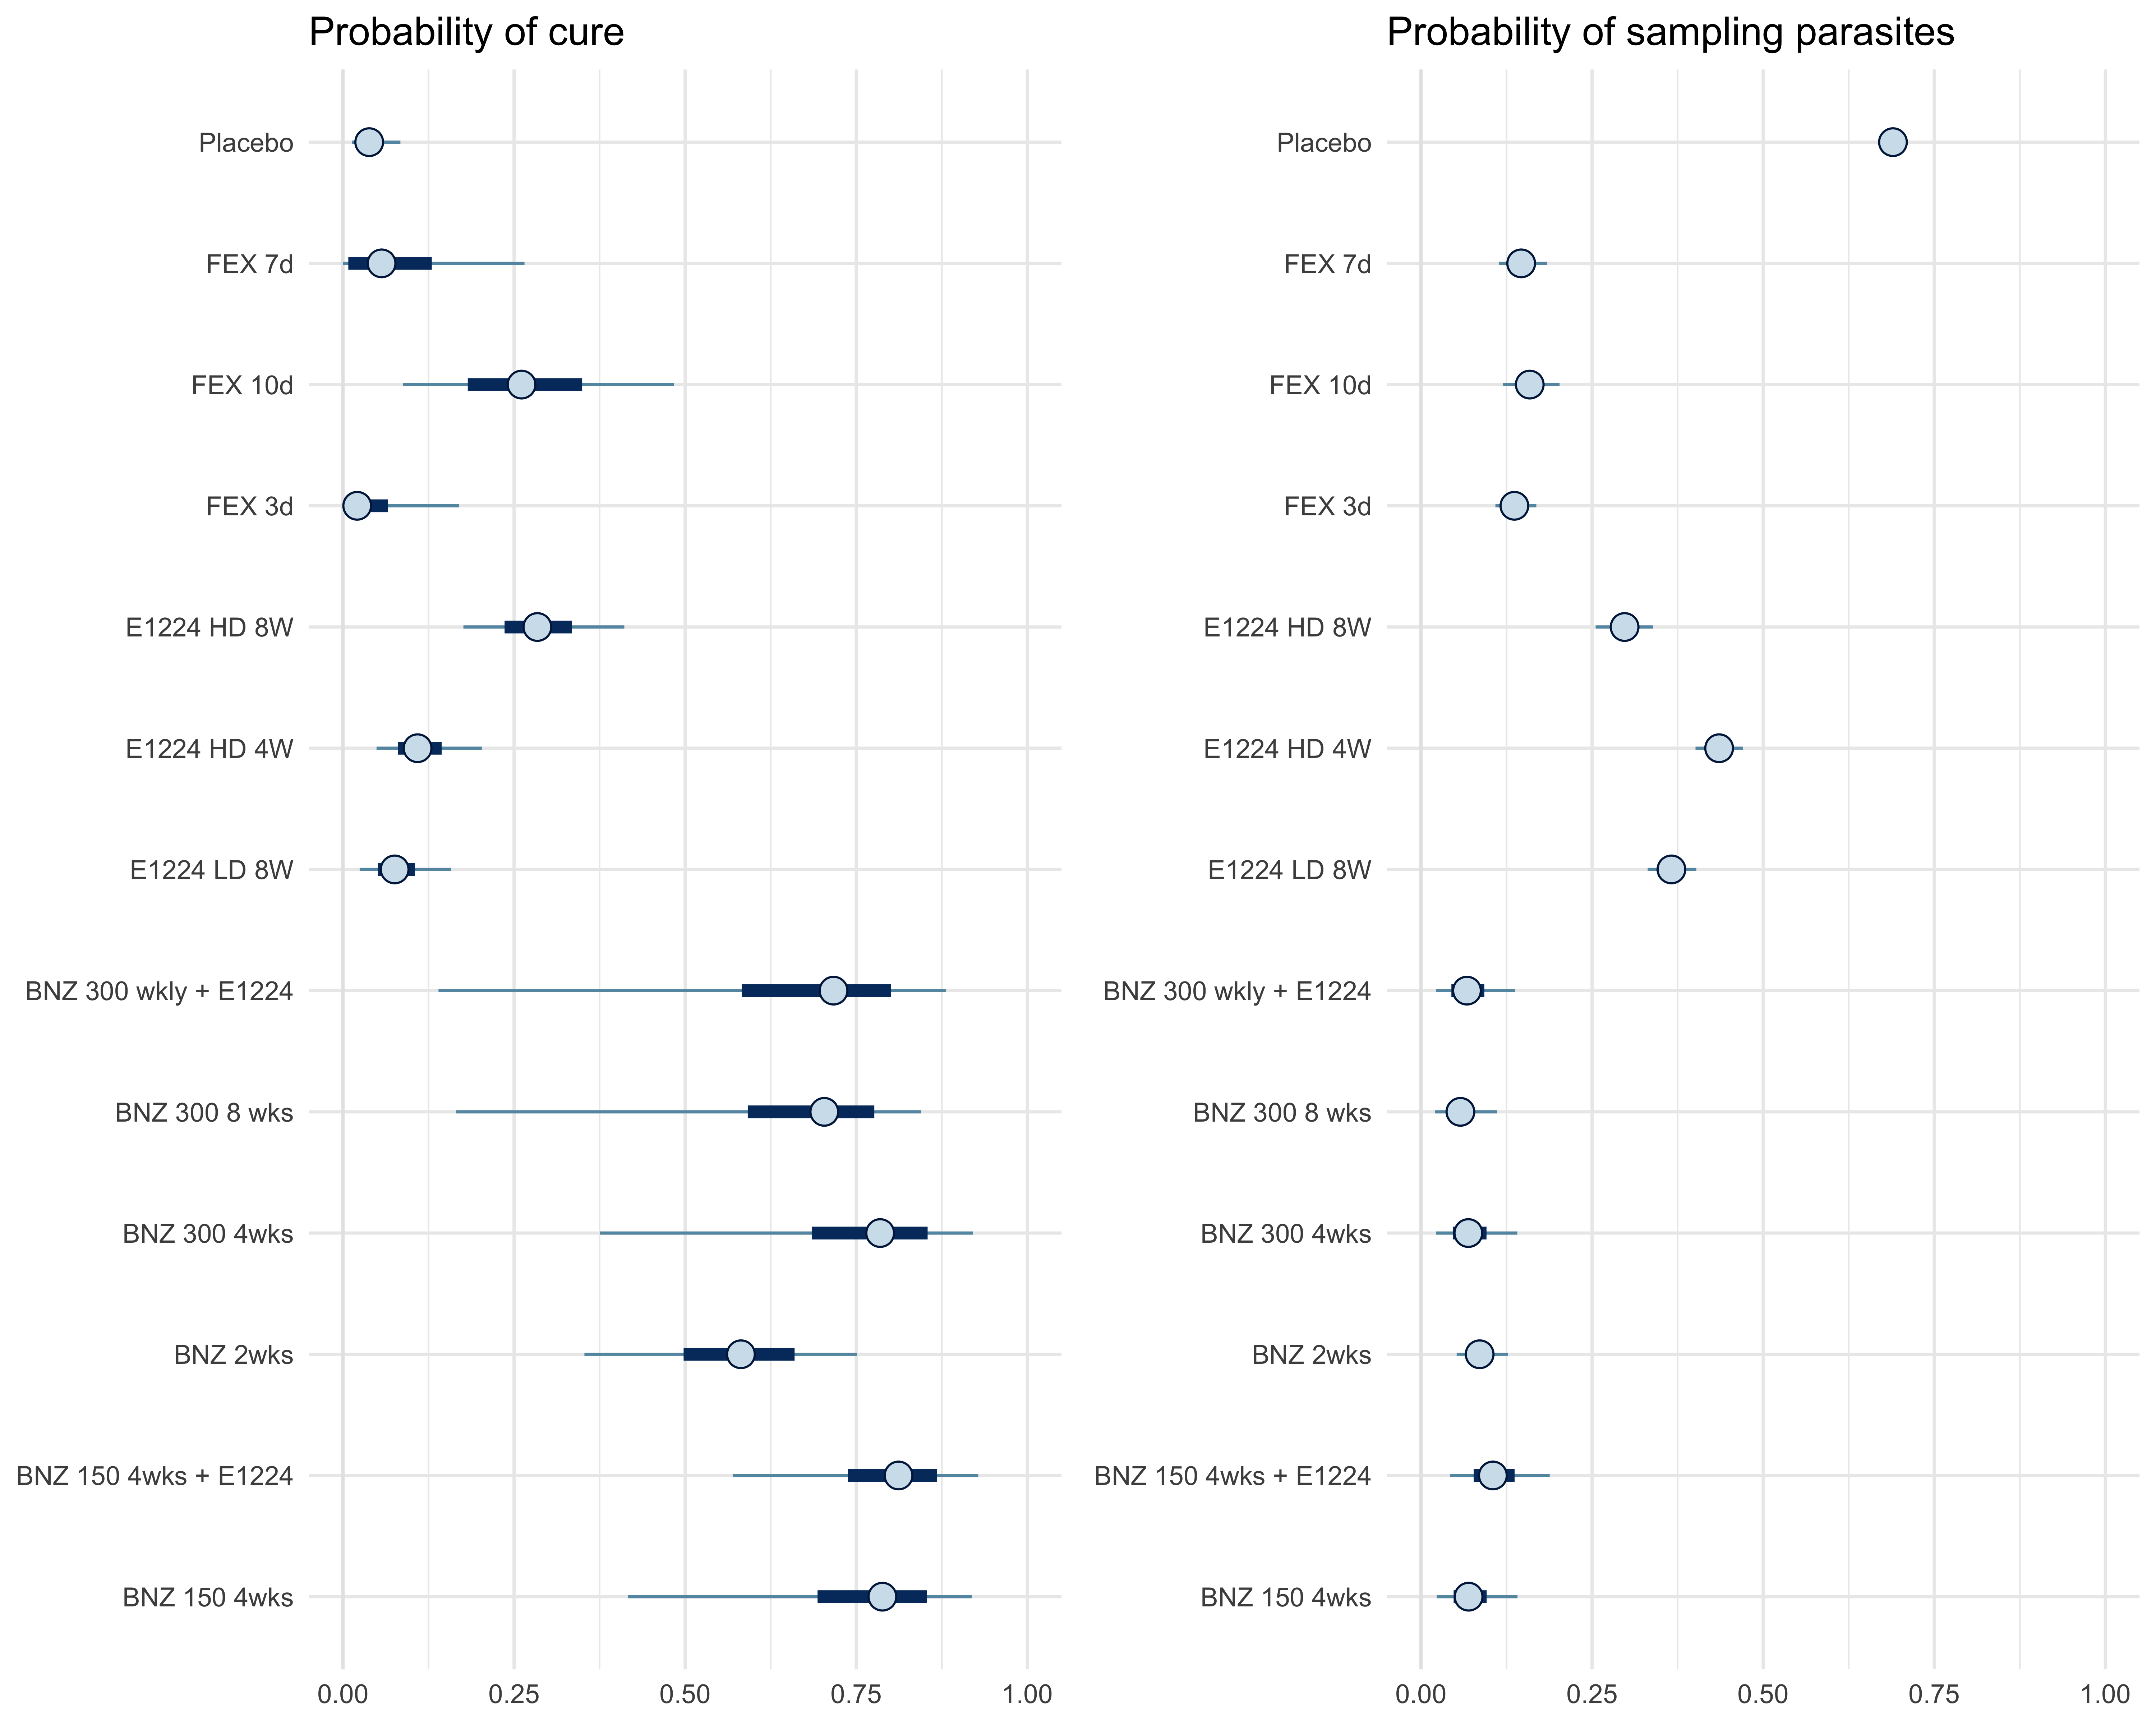 Probability of cure
Placebo
FEX 7d
FEX 10d
FEX 3d
E1224 HD 8W
E1224 HD 4W
E1224 LD 8W
BNZ 300 wkly + E1224
BNZ 300 8 wks
BNZ 300 4wks
BNZ 2wks
BNZ 150 4wks + E1224
BNZ 150 4wks
0.00 0.25 0.50 0.75 1.00
Probability of sampling parasites
Placebo
FEX 7d
FEX 10d
FEX 3d
E1224 HD 8W
E1224 HD 4W
E1224 LD 8W
BNZ 300 wkly + E1224
BNZ 300 8 wks
BNZ 300 4wks
BNZ 2wks
BNZ 150 4wks + E1224
BNZ 150 4wks
0.00 0.25 0.50 0.75 1.00